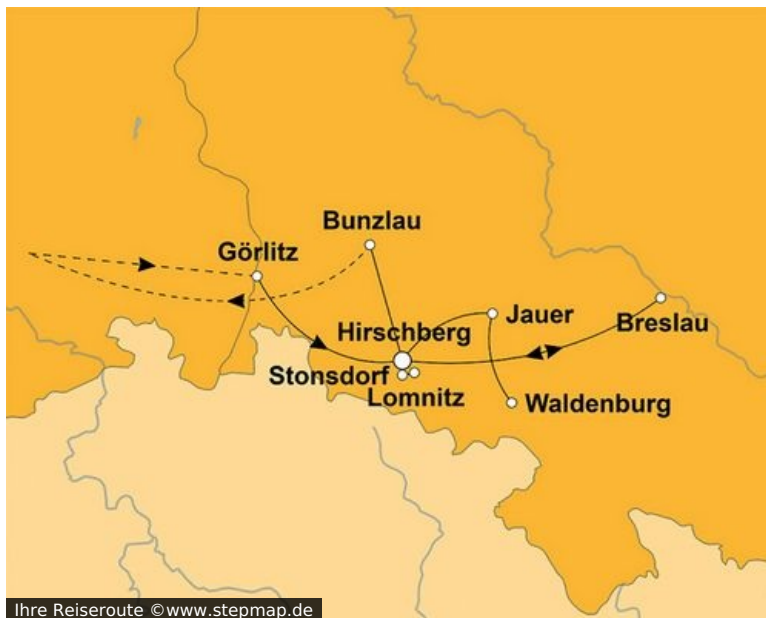 Bunzlau
Görlitz
Jauer
Breslau
Hirschberg
Stonsdorf
Lomnitz
Waldenburg
Ihre Reiseroute ©www.stepmap.de